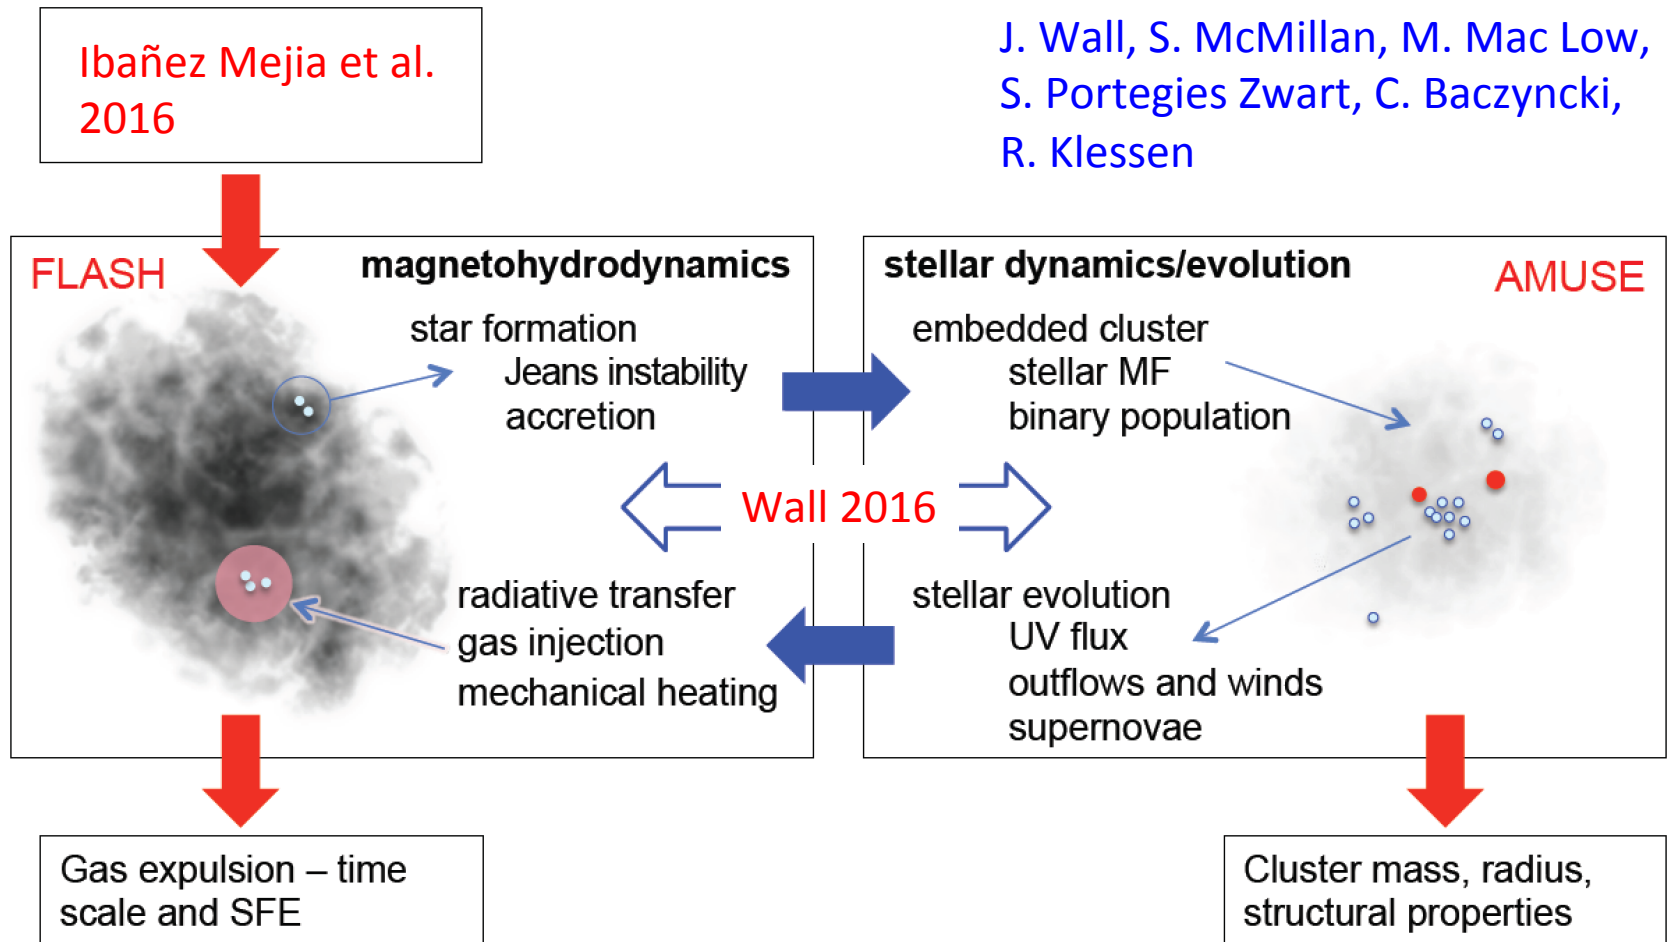 Ibañez Mejia et al.
2016
J. Wall, S. McMillan, M. Mac Low,
S. Portegies Zwart, C. Baczyncki,
R. Klessen
FLASH
magnetohydrodynamics
star formation
Jeans instability
accretion
radiative transfer
gas injection
mechanical heating
Wall 2016
stellar dynamics/evolution
AMUSE
embedded cluster
stellar MF
binary population
stellar evolution
UV flux
outflows and winds
supernovae
Gas expulsion – time
scale and SFE
Cluster mass, radius,
structural properties